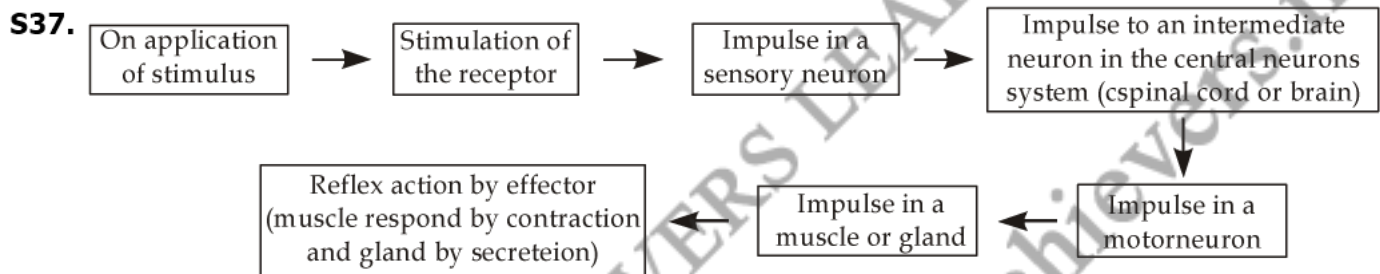 S37.
On application
of stimulus
Stimulation of
the receptor
Impulse in a
sensory neuron
Impulse to an intermediate
neuron in the central neurons
system (cspinal cord or brain)
Impulse in a
motorneuron
Impulse in a
muscle or gland
Reflex action by effector
(muscle respond by contraction
and gland by secreteion)